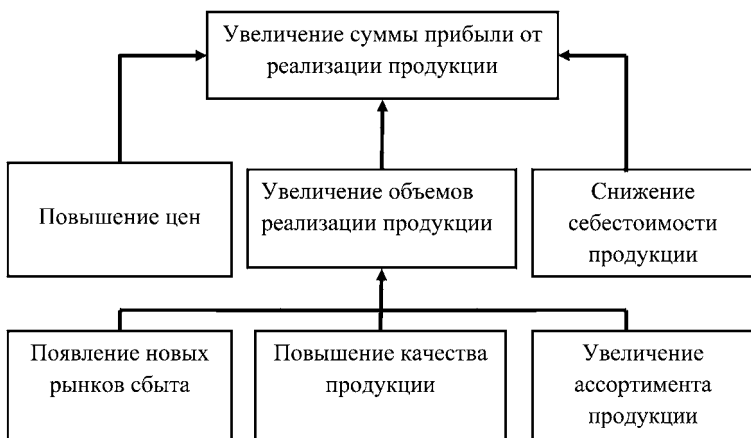 Увеличение суммы прибыли от
реализации продукции
Повышение цен
Увеличение объемов
реализации продукции
Снижение
себестоимости
продукции
Появление новых
рынков сбыта
Повышение качества
продукции
Увеличение
ассортимента
продукции